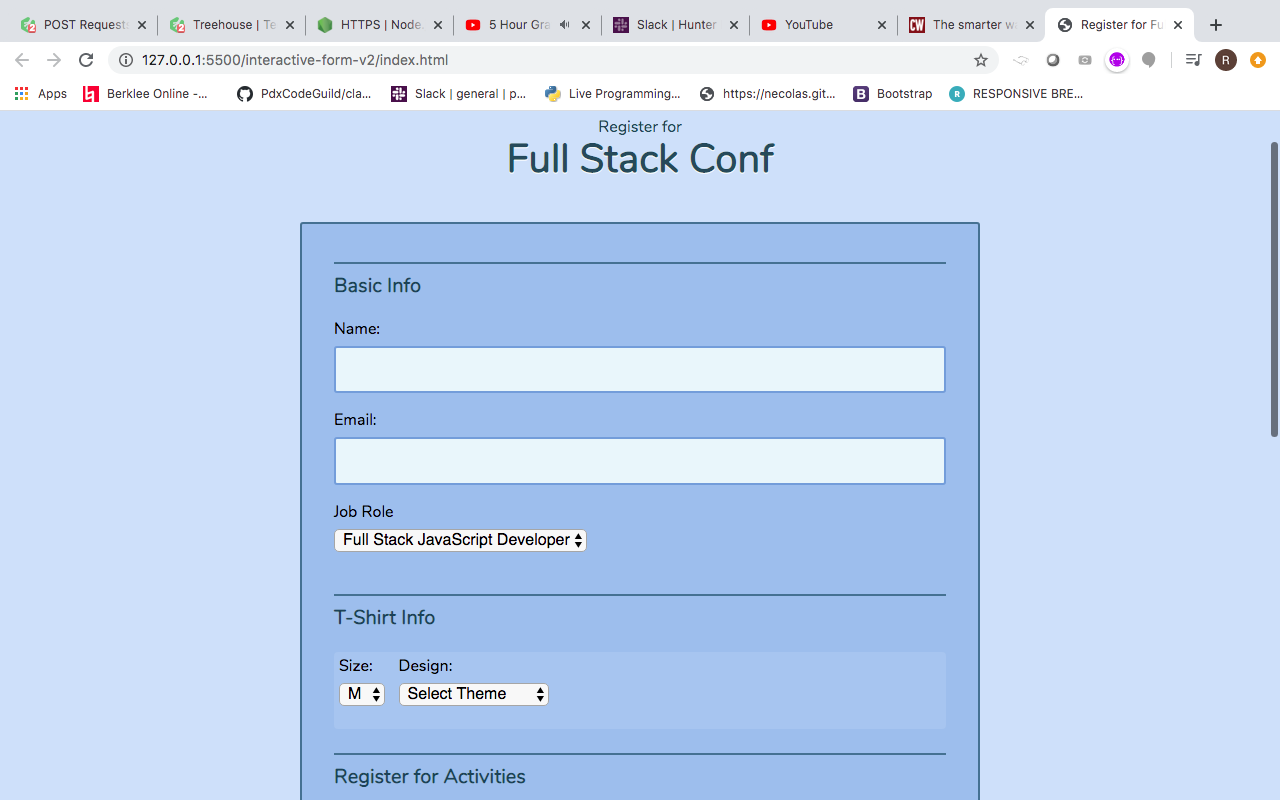 POST Request
Treehouse | Te
HTTPS | Node.
5 Hour Gra
Slack | Hunter
YouTube
CW The smarter w
Register for Fu
127.0.0.1:5500/interactive-form-v2/index.html
R
Apps
Berklee Online -...
PdxCodeGuild/cla...
Slack | general | p...
Live Programming...
https://necolas.git...
B Bootstrap
R RESPONSIVE BRE...
Register for
Full Stack Conf
Basic Info
Name:
Email:
Job Role
Full Stack JavaScript Developer
T-Shirt Info
Size: Design:
M Select Theme
Register for Activities